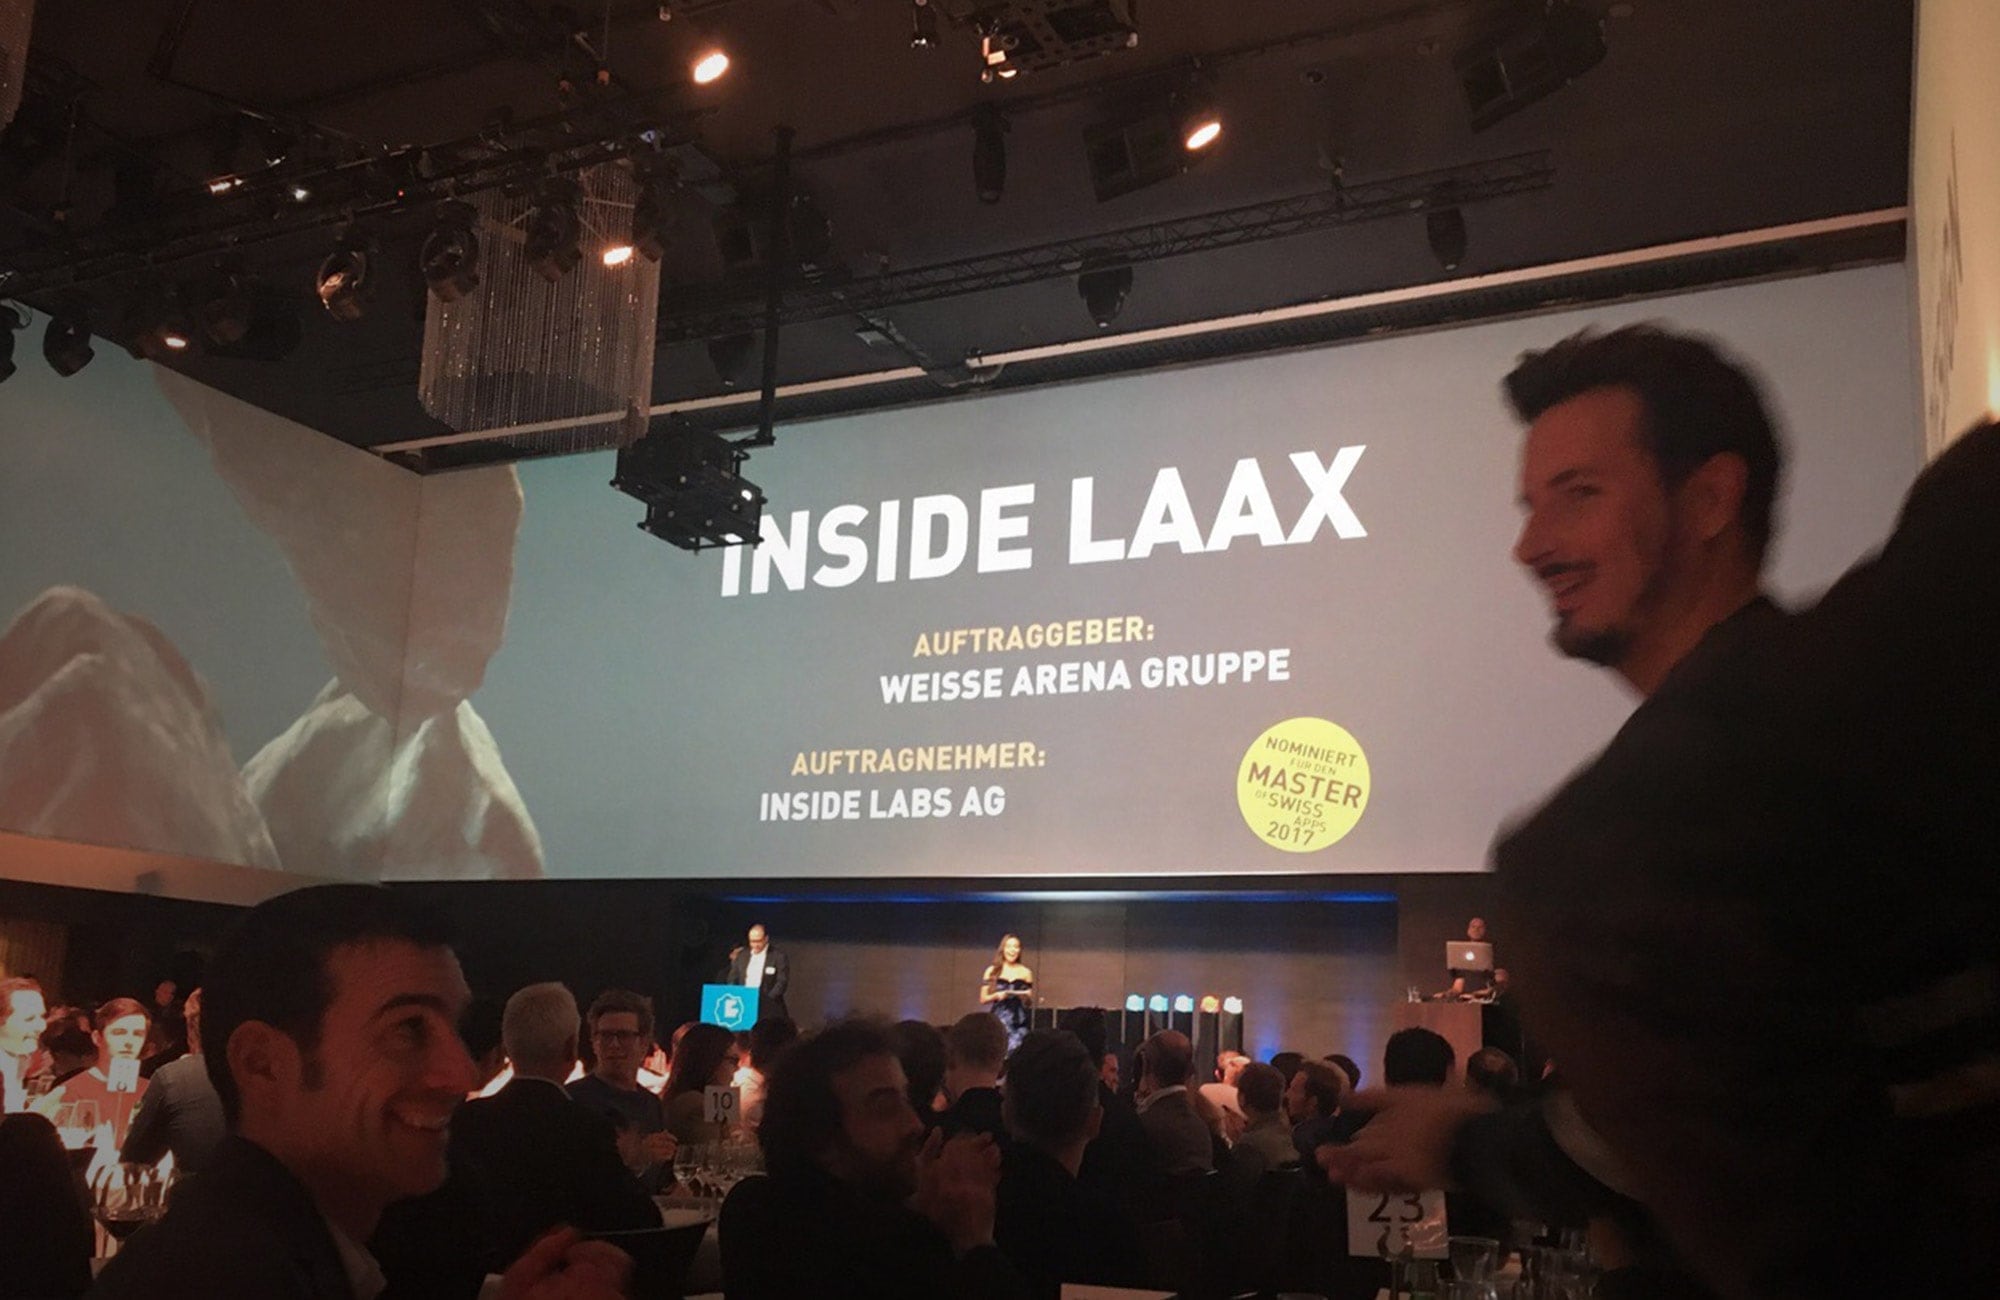 INSIDE LAAX
AUFTRAGGEBER:
WEISSE ARENA GRUPPE
AUFTRAGNEHMER:
INSIDE LABS AG
NOMINIERT
FÜR DEN
MASTER
OF SWISS
APPS
2017
10
23